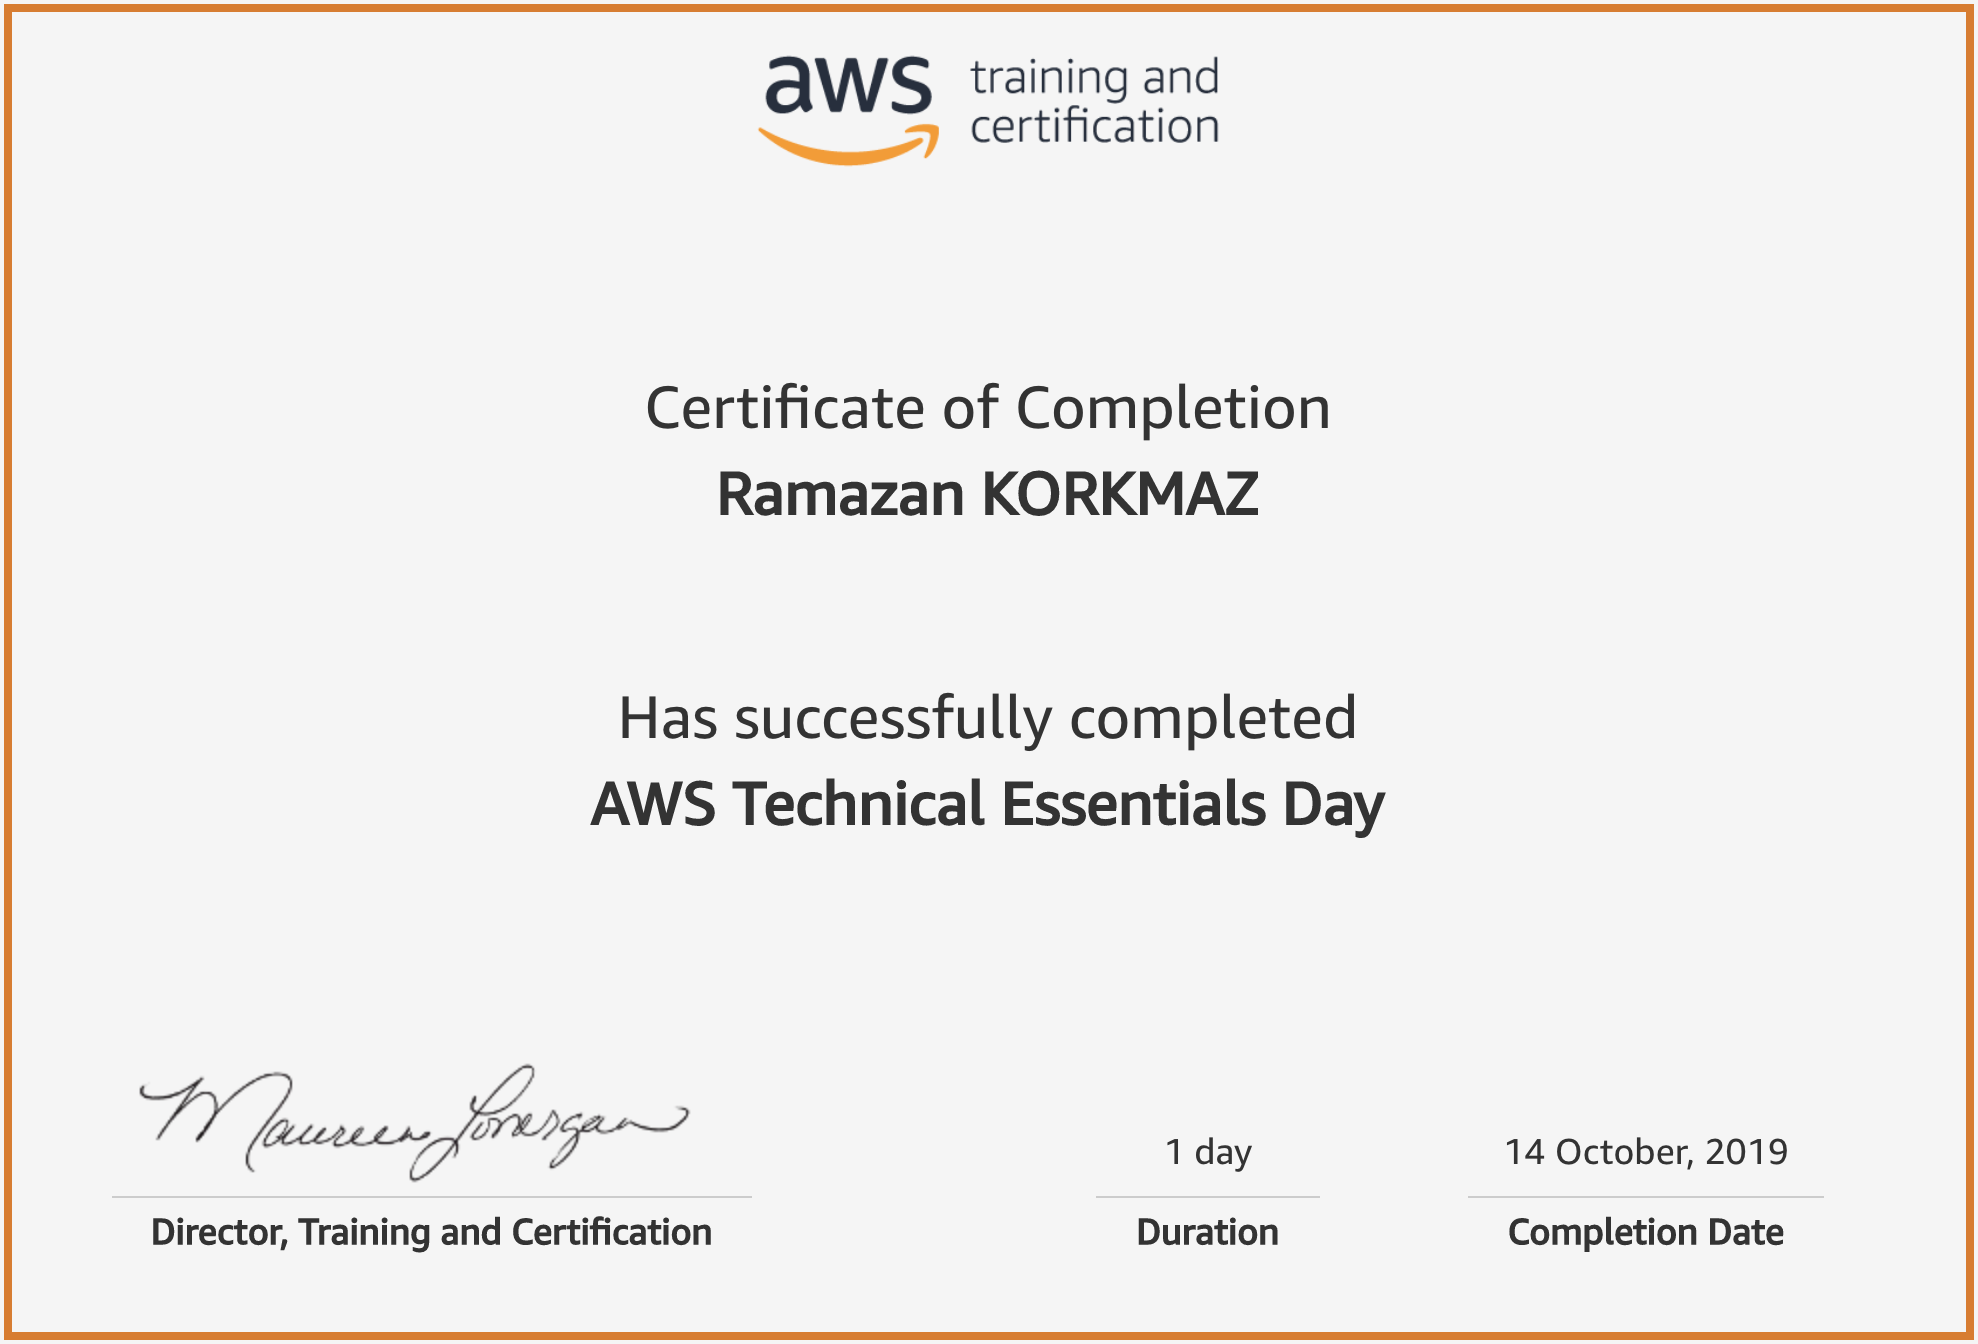 aws training and
certification
Certificate of Completion
Ramazan KORKMAZ
Has successfully completed
AWS Technical Essentials Day
Maureen Lonergan
1 day
14 October, 2019
Director, Training and Certification
Duration
Completion Date